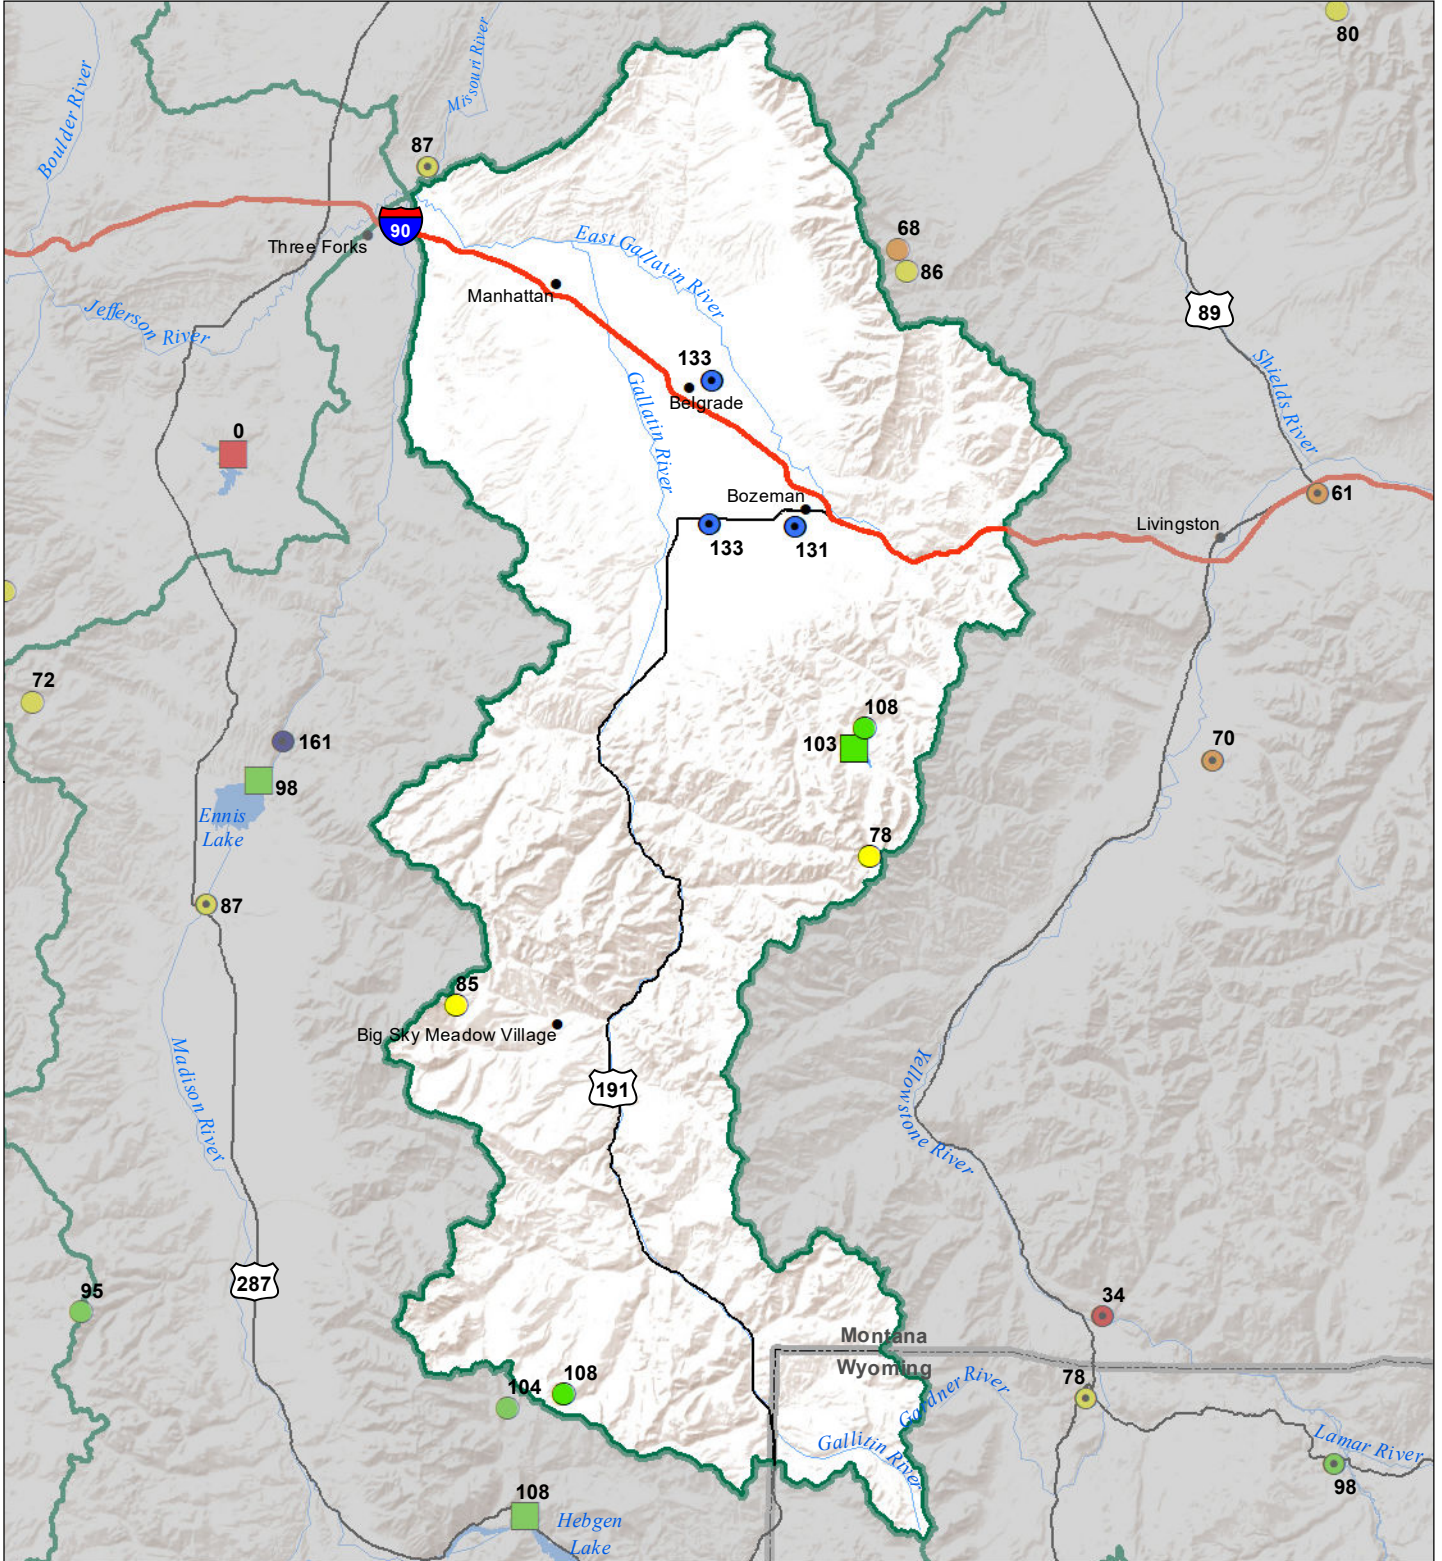 80
Missouri River
Boulder River
87
90
Three Forks
East Gallatin River
68
86
Manhattan
89
Jefferson River
Shields River
133
Belgrade
Gallatin River
0
61
Bozeman
Livingston
133
131
72
108
103
161
70
98
Ennis
Lake
78
87
85
Big Sky Meadow Village
Madison River
191
Yellowstone River
287
95
34
Montana
Wyoming
78
104
108
Gardner River
Gallitin River
Lamar River
98
108
Hebgen
Lake